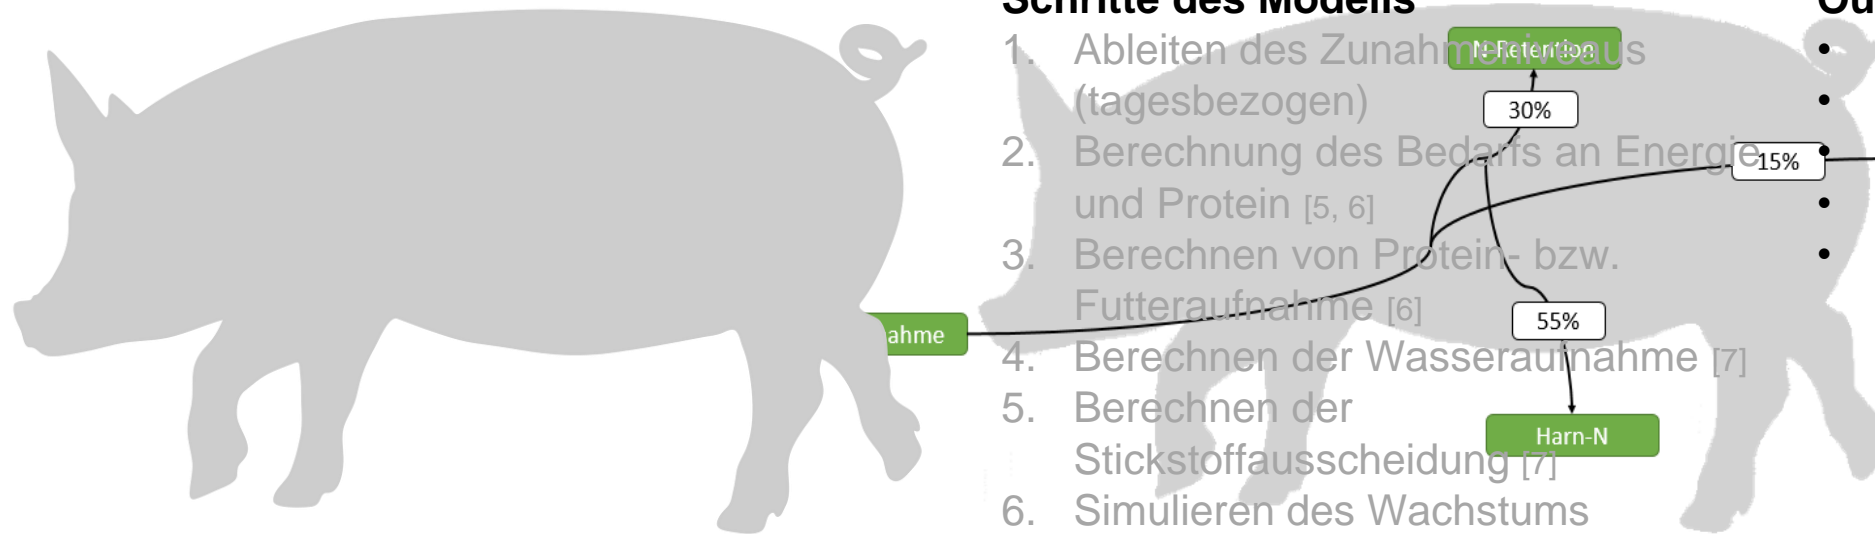 Schritte des Modells
1. Ableiten des Zunahmeniveaus
(tagesbezogen)
2. Berechnung des Bedarfs an Energie
und Protein [5, 6]
3. Berechnen von Protein- bzw.
Futteraufnahme [6]
4. Berechnen der Wasseraufnahme [7]
5. Berechnen der
Stickstoffausscheidung [7]
6. Simulieren des Wachstums
N-Retention
30%
15%
55%
Harn-N
ahme
Ou